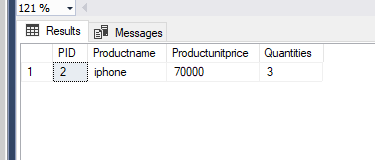 121 %
Results Messages
PID Productname Productunitprice Quantities
1 2 iphone 70000 3